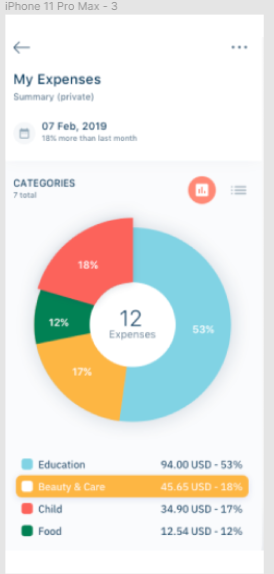 iPhone 11 Pro Max - 3
My Expenses
Summary (private)
07 Feb, 2019
18% more than last month
CATEGORIES
7 total
18%
12%
12
Expenses
53%
17%
Education 94.00 USD - 53%
Beauty & Care 45.65 USD - 18%
Child 34.90 USD - 17%
Food 12.54 USD - 12%